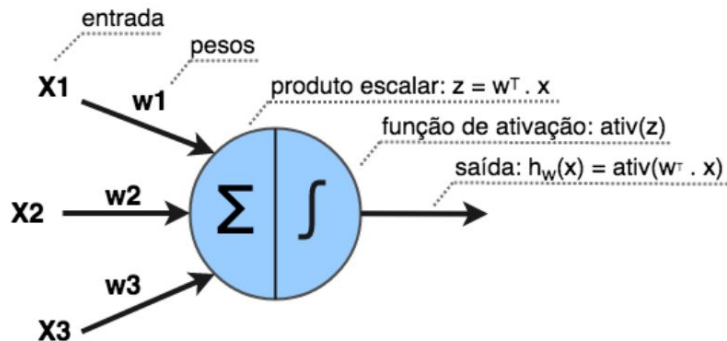 entrada
pesos
X1
w1
produto escalar: z = wᵀ . x
função de ativação: ativ(z)
saída: h_w(x) = ativ(wᵀ . x)
X2
w2
Σ
∫
w3
X3